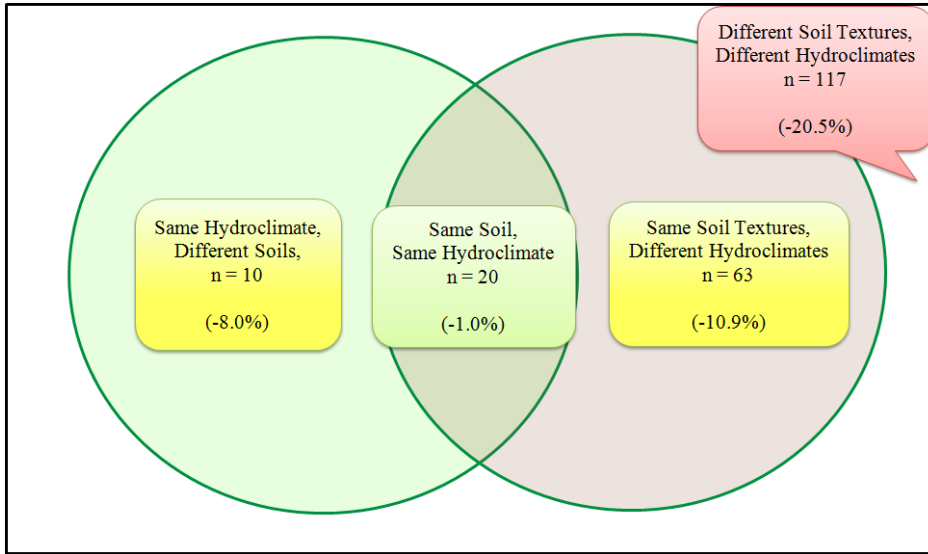 Different Soil Textures,
Different Hydroclimates
n = 117
(-20.5%)
Same Hydroclimate,
Different Soils,
n = 10
(-8.0%)
Same Soil,
Same Hydroclimate
n = 20
(-1.0%)
Same Soil Textures,
Different Hydroclimates
n = 63
(-10.9%)